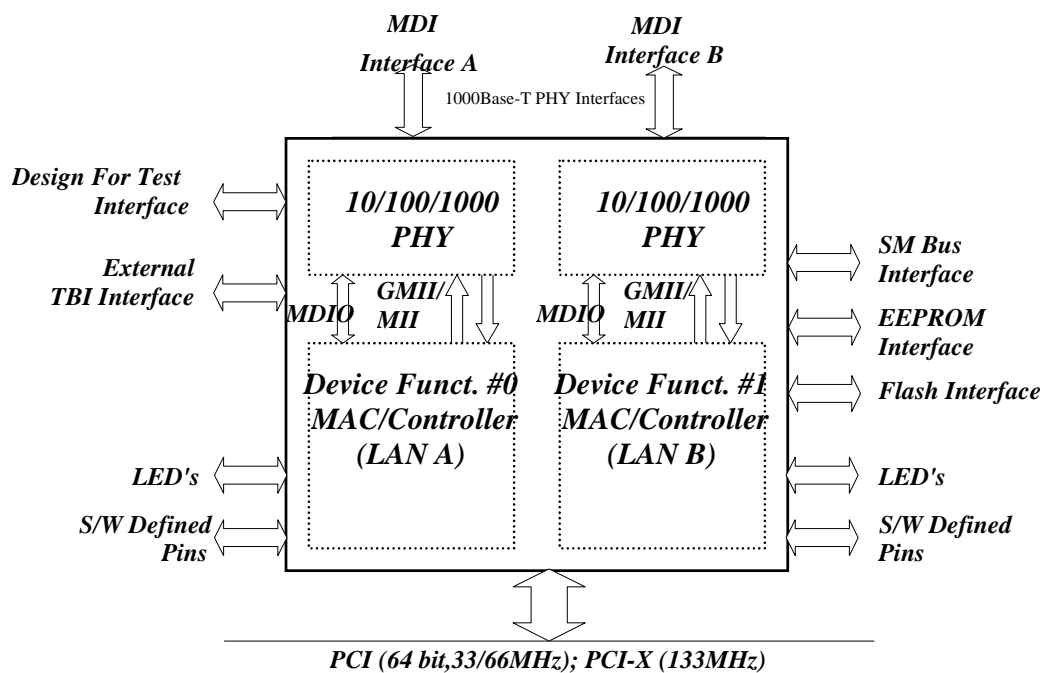 MDI
Interface A
MDI
Interface B
1000Base-T PHY Interfaces
Design For Test
Interface
External
TBI Interface
LED's
S/W Defined
Pins
10/100/1000
PHY
MDIO
GMII/
MII
Device Funct. #0
MAC/Controller
(LAN A)
10/100/1000
PHY
MDIO
GMII/
MII
Device Funct. #1
MAC/Controller
(LAN B)
SM Bus
Interface
EEPROM
Interface
Flash Interface
LED's
S/W Defined
Pins
PCI (64 bit,33/66MHz); PCI-X (133MHz)